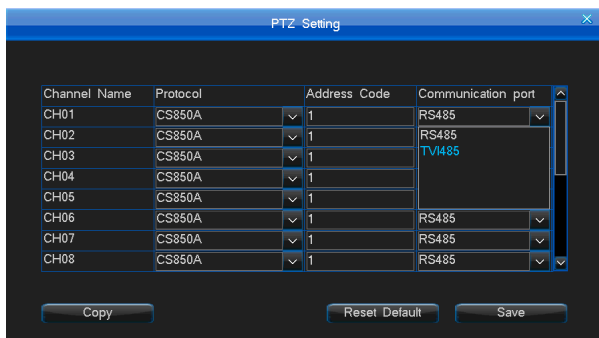 PTZ Setting
Channel Name Protocol Address Code Communication port
CH01 CS850A 1 RS485
CH02 CS850A 1 RS485
CH03 CS850A 1 TVI485
CH04 CS850A 1
CH05 CS850A 1
CH06 CS850A 1 RS485
CH07 CS850A 1 RS485
CH08 CS850A 1 RS485
Copy Reset Default Save